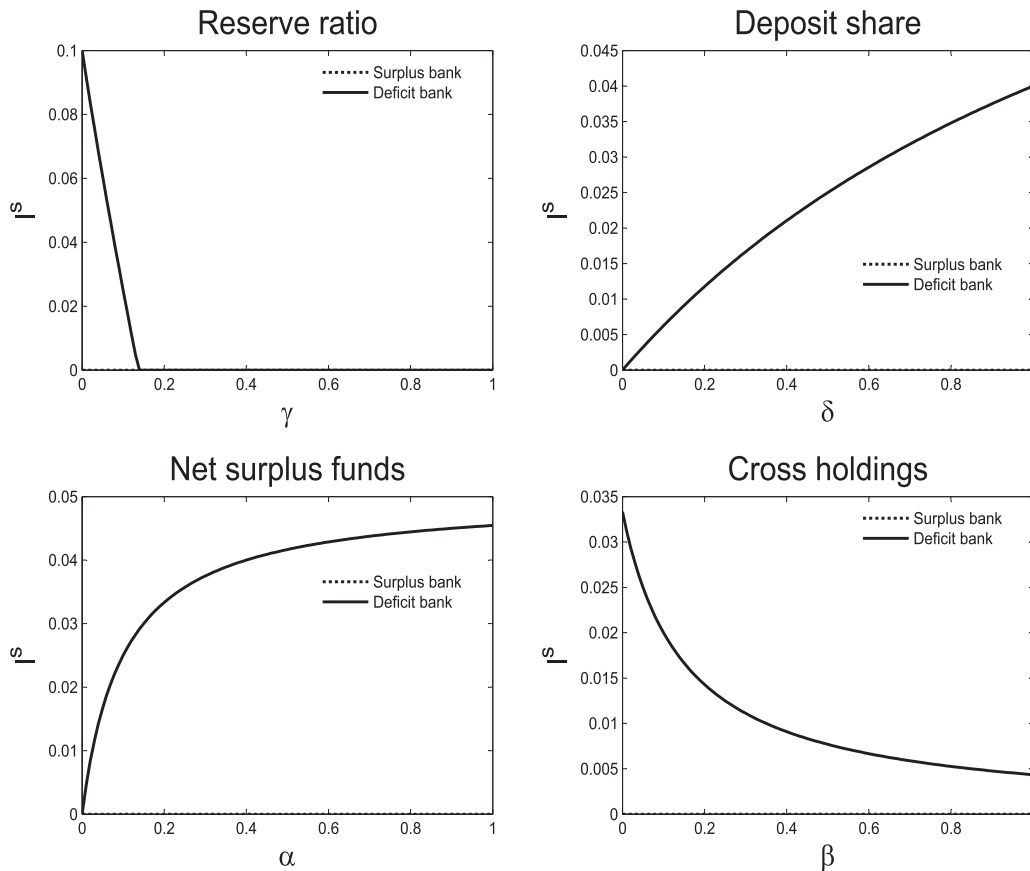 Reserve ratio
0.1
0.08
0.06
0.04
0.02
0
I^S
Surplus bank
Deficit bank
0 0.2 0.4 0.6 0.8 1
γ
Deposit share
0.045
0.04
0.035
0.03
0.025
0.02
0.015
0.01
0.005
0
I^S
Surplus bank
Deficit bank
0 0.2 0.4 0.6 0.8
δ
Net surplus funds
0.05
0.04
0.03
0.02
0.01
0
I^S
Surplus bank
Deficit bank
0 0.2 0.4 0.6 0.8 1
α
Cross holdings
0.035
0.03
0.025
0.02
0.015
0.01
0.005
0
I^S
Surplus bank
Deficit bank
0 0.2 0.4 0.6 0.8
β